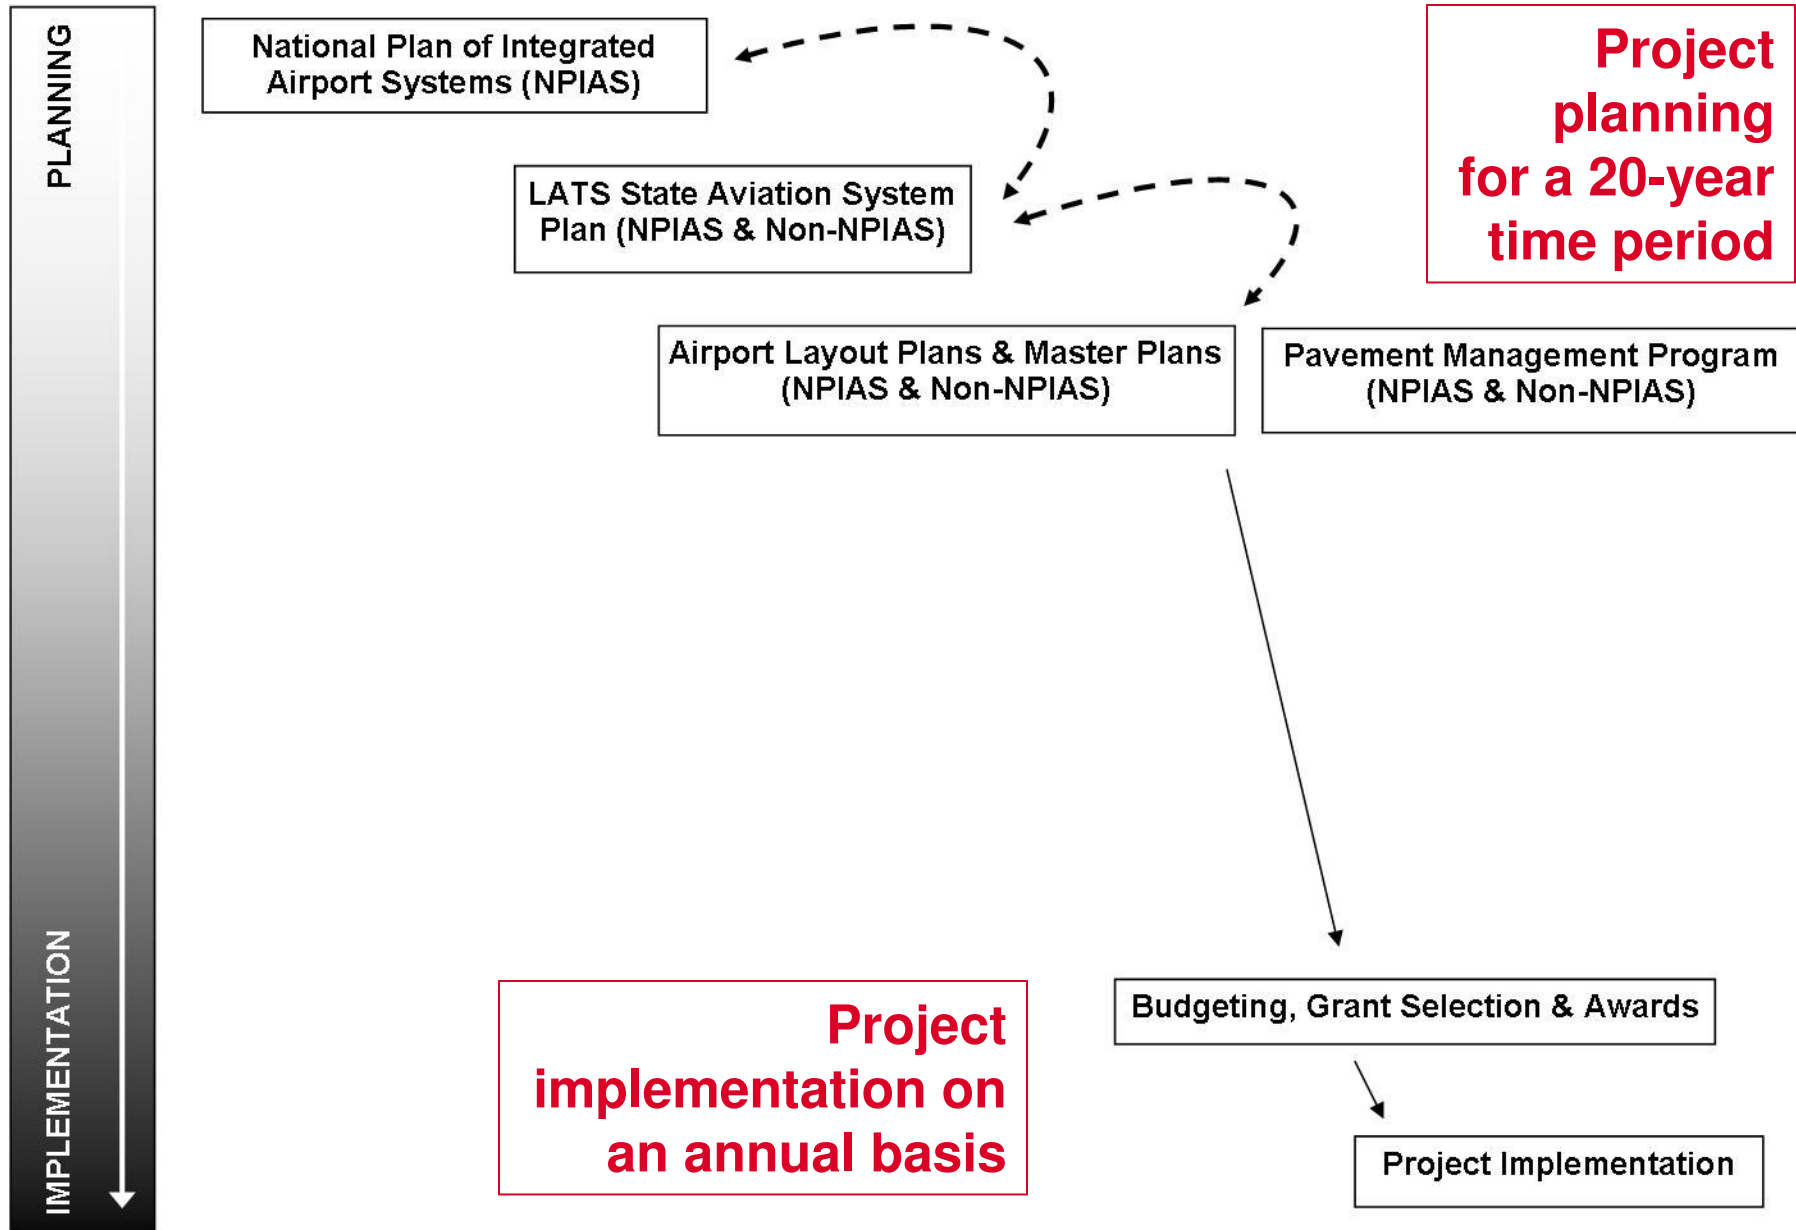 PLANNING
National Plan of Integrated
Airport Systems (NPIAS)
Project
planning
for a 20-year
time period
LATS State Aviation System
Plan (NPIAS & Non-NPIAS)
Airport Layout Plans & Master Plans
(NPIAS & Non-NPIAS)
Pavement Management Program
(NPIAS & Non-NPIAS)
IMPLEMENTATION
Project
implementation on
an annual basis
Budgeting, Grant Selection & Awards
Project Implementation